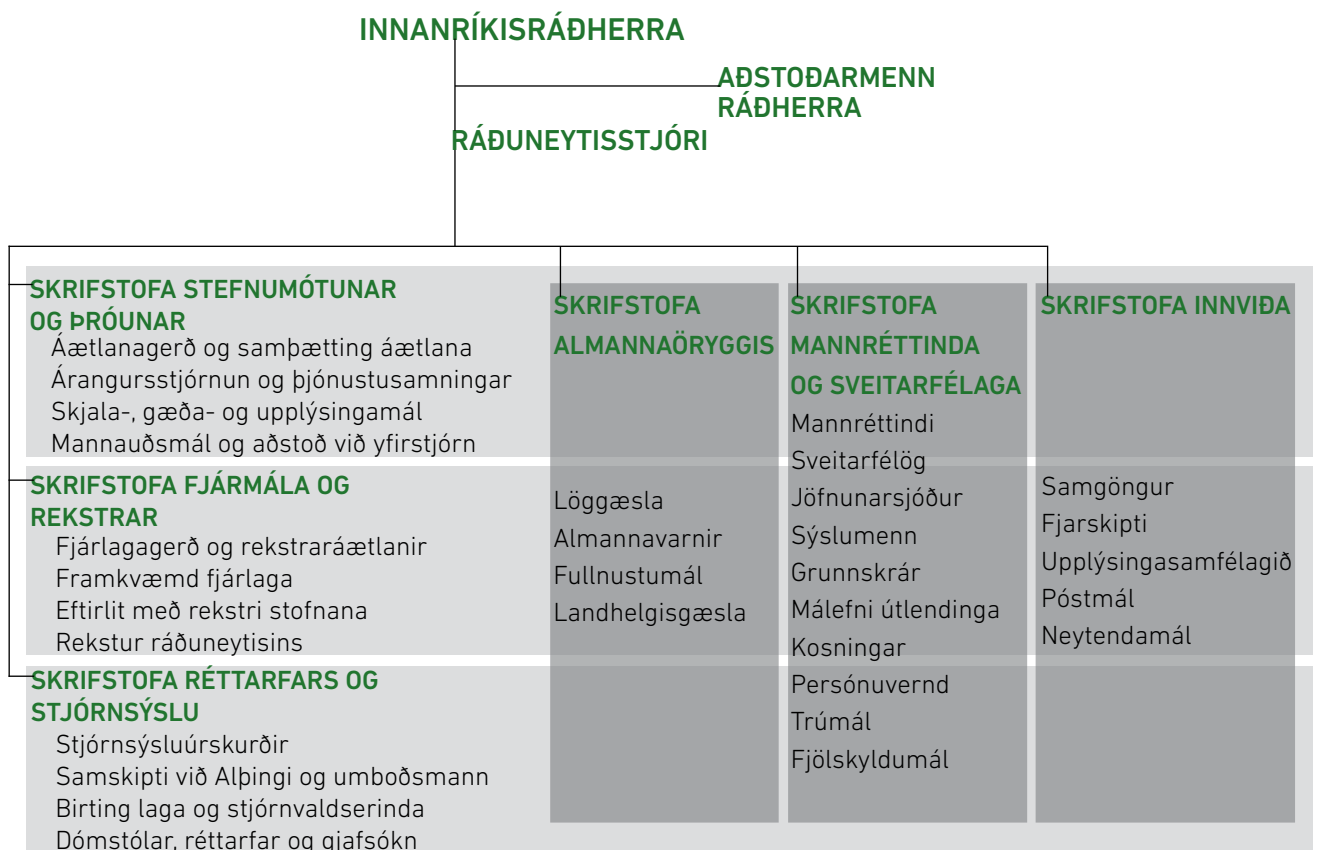 INNANRÍKISRÁÐHERRA
AÐSTOÐARMENN
RÁÐHERRA
RÁÐUNEYTISSTJÓRI
SKRIFSTOFA STEFNUMÓTUNAR
OG ÞRÓUNAR
Áætlanagerð og samþætting áætlana
Árangursstjórnun og þjónustusamningar
Skjala-, gæða- og upplýsingamál
Mannauðsmál og aðstoð við yfirstjórn
SKRIFSTOFA FJÁRMÁLA OG
REKSTRAR
Fjárlagagerð og rekstraráætlanir
Framkvæmd fjárlaga
Eftirlit með rekstri stofnana
Rekstur ráðuneytisins
SKRIFSTOFA RÉTTARFARS OG
STJÓRNSÝSLU
Stjórnsýsluúrskurðir
Samskipti við Alþingi og umboðsmann
Birting laga og stjórnvaldserinda
Dómstólar, réttarfar og gjafsókn
SKRIFSTOFA
ALMANNAÖRYGGIS
Löggæsla
Almannavarnir
Fullnustumál
Landhelgisgæsla
SKRIFSTOFA
MANNRÉTTINDA
OG SVEITARFÉLAGA
Mannréttindi
Sveitarfélög
Jöfnunarsjóður
Sýslumenn
Grunnskrár
Málefni útlendinga
Kosningar
Persónuvernd
Trúmál
Fjölskyldumál
SKRIFSTOFA INNVIÐA
Samgöngur
Fjarskipti
Upplýsingasamfélagið
Póstmál
Neytendamál